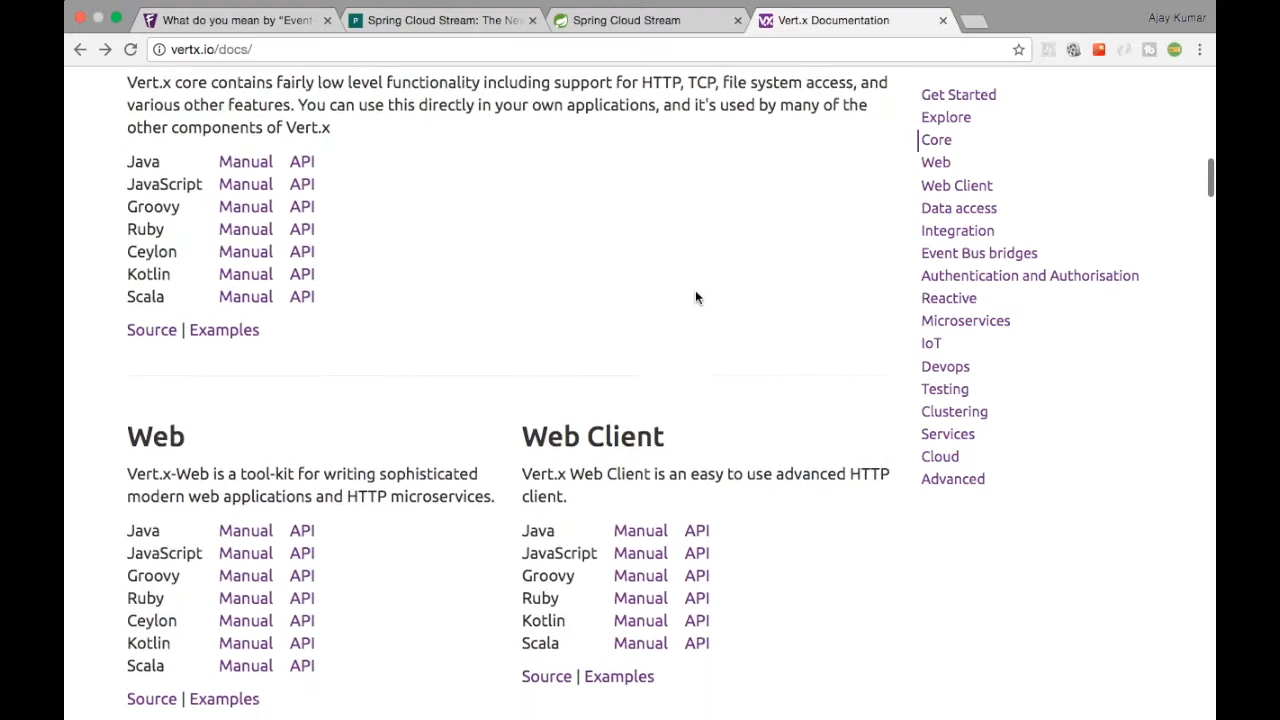 What do you mean by "Event-
Spring Cloud Stream: The Nev
Spring Cloud Stream
Vert.x Documentation
Ajay Kumar
vertx.io/docs/
Vert.x core contains fairly low level functionality including support for HTTP, TCP, file system access, and
various other features. You can use this directly in your own applications, and it's used by many of the
other components of Vert.x
Java Manual API
JavaScript Manual API
Groovy Manual API
Ruby Manual API
Ceylon Manual API
Kotlin Manual API
Scala Manual API
Source | Examples
Web
Vert.x-Web is a tool-kit for writing sophisticated
modern web applications and HTTP microservices.
Java Manual API
JavaScript Manual API
Groovy Manual API
Ruby Manual API
Ceylon Manual API
Kotlin Manual API
Scala Manual API
Source | Examples
Web Client
Vert.x Web Client is an easy to use advanced HTTP
client.
Java Manual API
JavaScript Manual API
Groovy Manual API
Ruby Manual API
Kotlin Manual API
Scala Manual API
Source | Examples
Get Started
Explore
Core
Web
Web Client
Data access
Integration
Event Bus bridges
Authentication and Authorisation
Reactive
Microservices
IoT
Devops
Testing
Clustering
Services
Cloud
Advanced